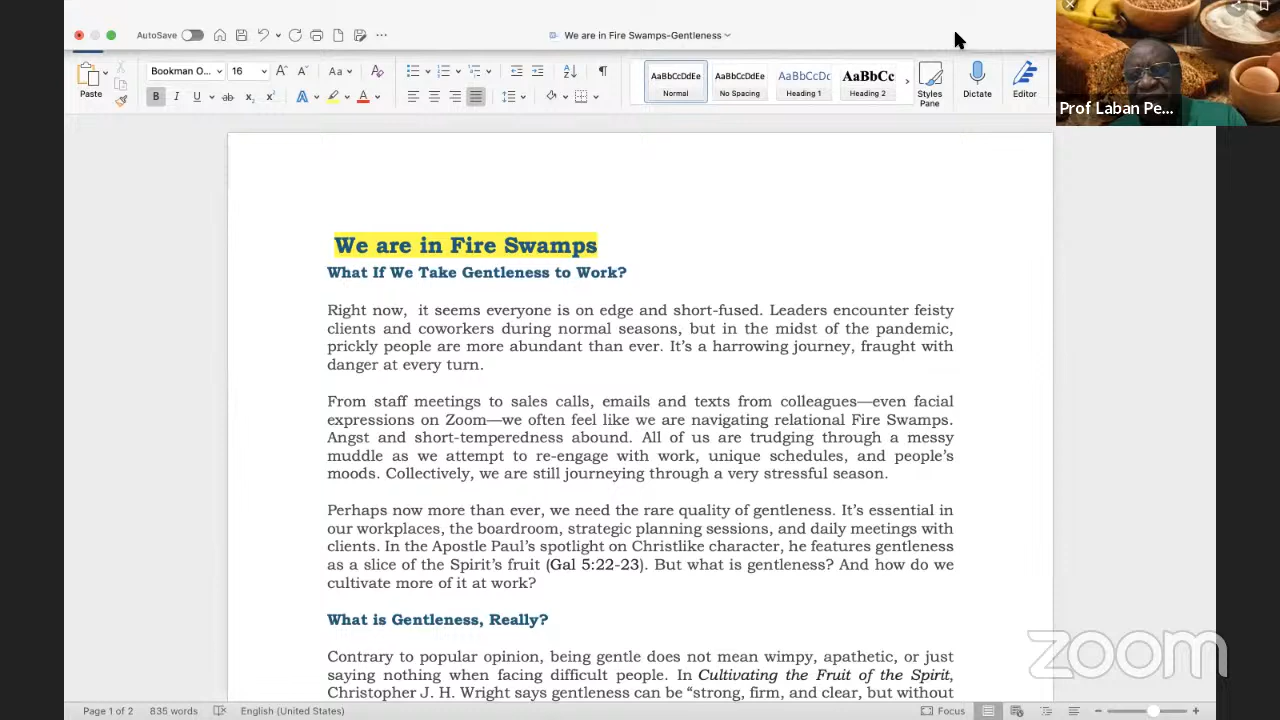 AutoSave
We are in Fire Swamps-Gentleness
Paste
Bookman O...
16
Aa
AaBbCcDdEe
Normal
AaBbCcDdEe
No Spacing
AaBbCcDc
Heading 1
AaBbCc
Heading 2
Styles
Pane
Dictate
Editor
Prof Laban Pe...
We are in Fire Swamps
What If We Take Gentleness to Work?
Right now, it seems everyone is on edge and short-fused. Leaders encounter feisty
clients and coworkers during normal seasons, but in the midst of the pandemic,
prickly people are more abundant than ever. It's a harrowing journey, fraught with
danger at every turn.
From staff meetings to sales calls, emails and texts from colleagues—even facial
expressions on Zoom—we often feel like we are navigating relational Fire Swamps.
Angst and short-temperedness abound. All of us are trudging through a messy
muddle as we attempt to re-engage with work, unique schedules, and people's
moods. Collectively, we are still journeying through a very stressful season.
Perhaps now more than ever, we need the rare quality of gentleness. It's essential in
our workplaces, the boardroom, strategic planning sessions, and daily meetings with
clients. In the Apostle Paul's spotlight on Christlike character, he features gentleness
as a slice of the Spirit's fruit (Gal 5:22-23). But what is gentleness? And how do we
cultivate more of it at work?
What is Gentleness, Really?
Contrary to popular opinion, being gentle does not mean wimpy, apathetic, or just
saying nothing when facing difficult people. In Cultivating the Fruit of the Spirit,
Christopher J. H. Wright says gentleness can be "strong, firm, and clear, but without
zoom
Page 1 of 2
835 words
English (United States)
Focus